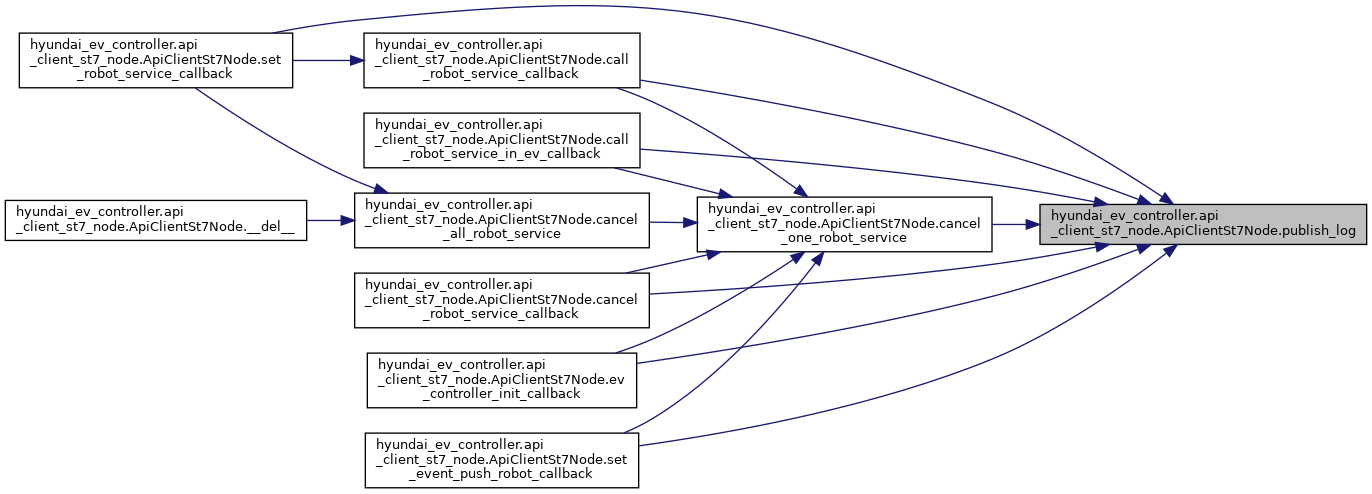 hyundai_ev_controller.api
_client_st7_node.ApiClientSt7Node.set
_robot_service_callback
hyundai_ev_controller.api
_client_st7_node.ApiClientSt7Node.call
_robot_service_callback
hyundai_ev_controller.api
_client_st7_node.ApiClientSt7Node.call
_robot_service_in_ev_callback
hyundai_ev_controller.api
_client_st7_node.ApiClientSt7Node.__del__
hyundai_ev_controller.api
_client_st7_node.ApiClientSt7Node.cancel
_all_robot_service
hyundai_ev_controller.api
_client_st7_node.ApiClientSt7Node.cancel
_one_robot_service
hyundai_ev_controller.api
_client_st7_node.ApiClientSt7Node.publish_log
hyundai_ev_controller.api
_client_st7_node.ApiClientSt7Node.cancel
_robot_service_callback
hyundai_ev_controller.api
_client_st7_node.ApiClientSt7Node.ev
_controller_init_callback
hyundai_ev_controller.api
_client_st7_node.ApiClientSt7Node.set
_event_push_robot_callback